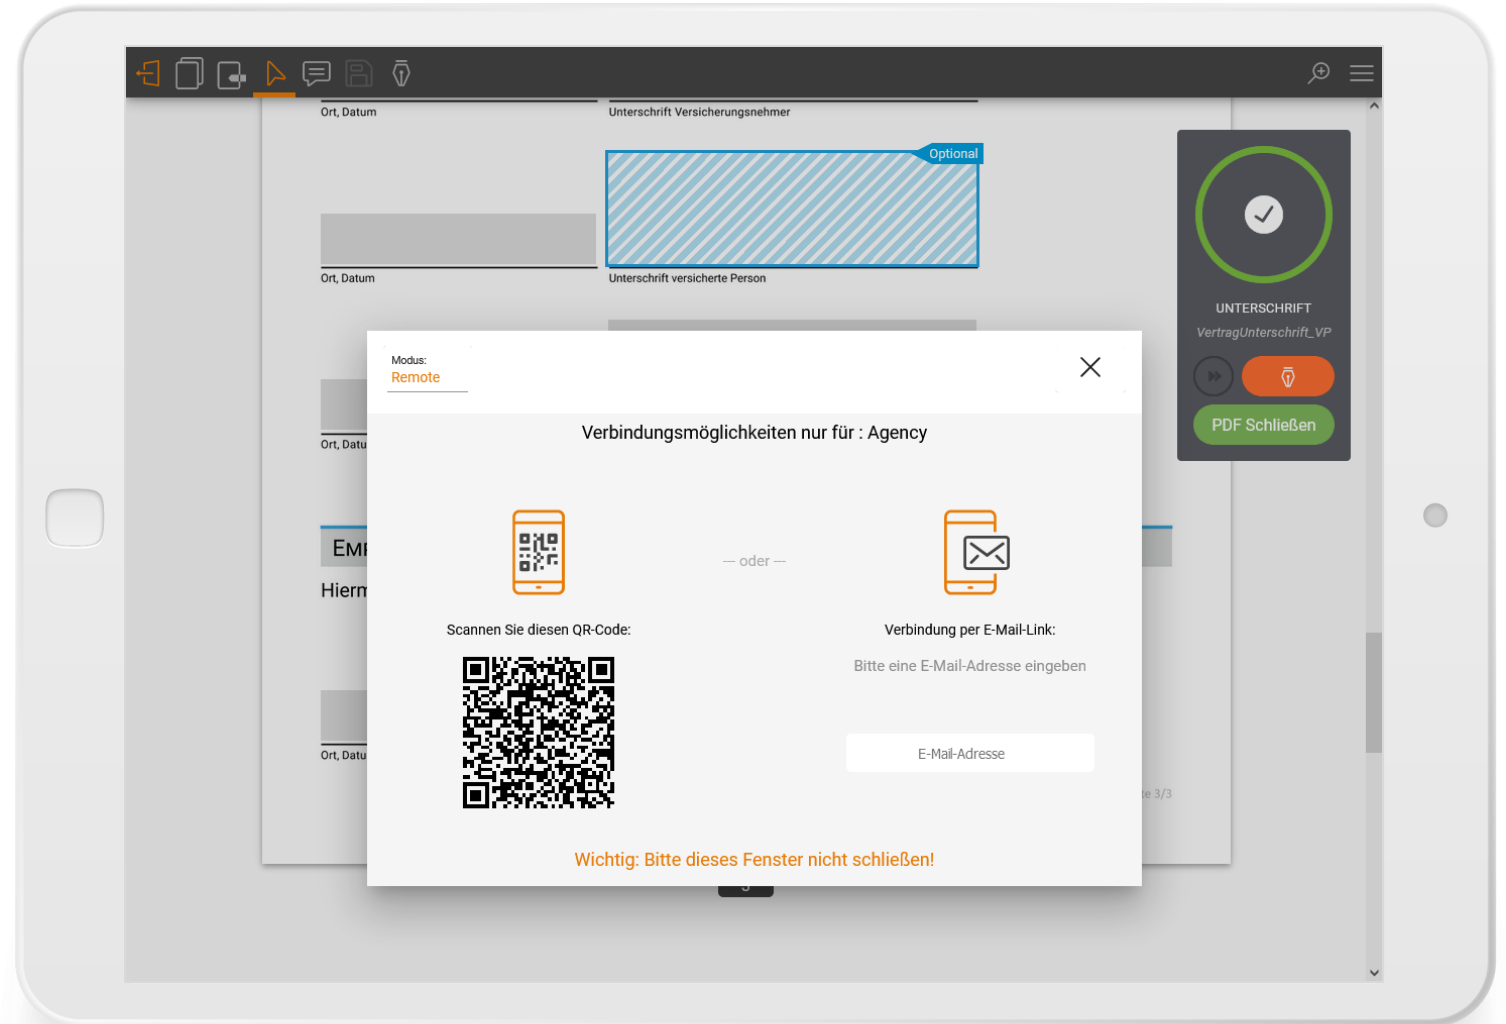 Ort, Datum
Unterschrift Versicherungsnehmer
Optional
Ort, Datum
Unterschrift versicherte Person
UNTERSCHRIFT
VertragUnterschrift_VP
PDF Schließen
Modus:
Remote
Verbindungsmöglichkeiten nur für : Agency
Ort, Datu
EM
Hierm
— oder —
Scannen Sie diesen QR-Code:
Verbindung per E-Mail-Link:
Bitte eine E-Mail-Adresse eingeben
E-Mail-Adresse
Ort, Datu
te 3/3
Wichtig: Bitte dieses Fenster nicht schließen!